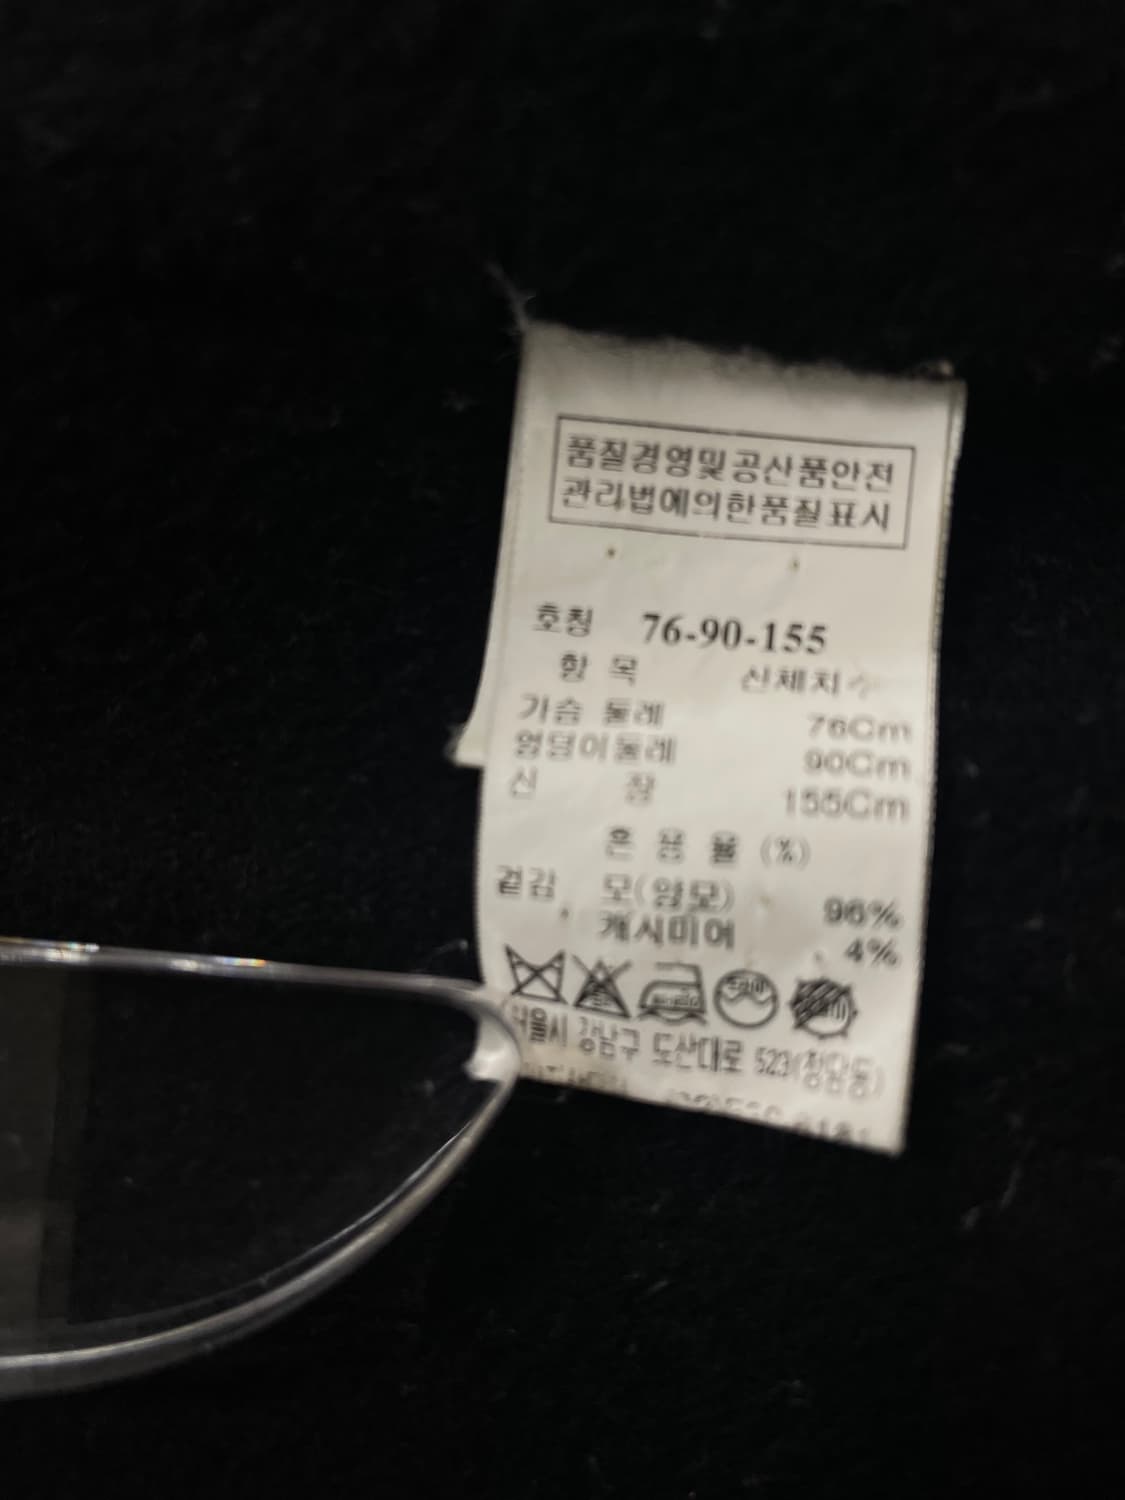 품질경영및공산품안전
관리법에의한품질표시
호칭 76-90-155
항 목 신체치수
가슴 둘레 76Cm
엉덩이둘레 90Cm
신 장 155Cm
혼 용 율 (%)
겉감 모(양모) 96%
캐시미어 4%
서울시 강남구 도산대로 523(청담동)